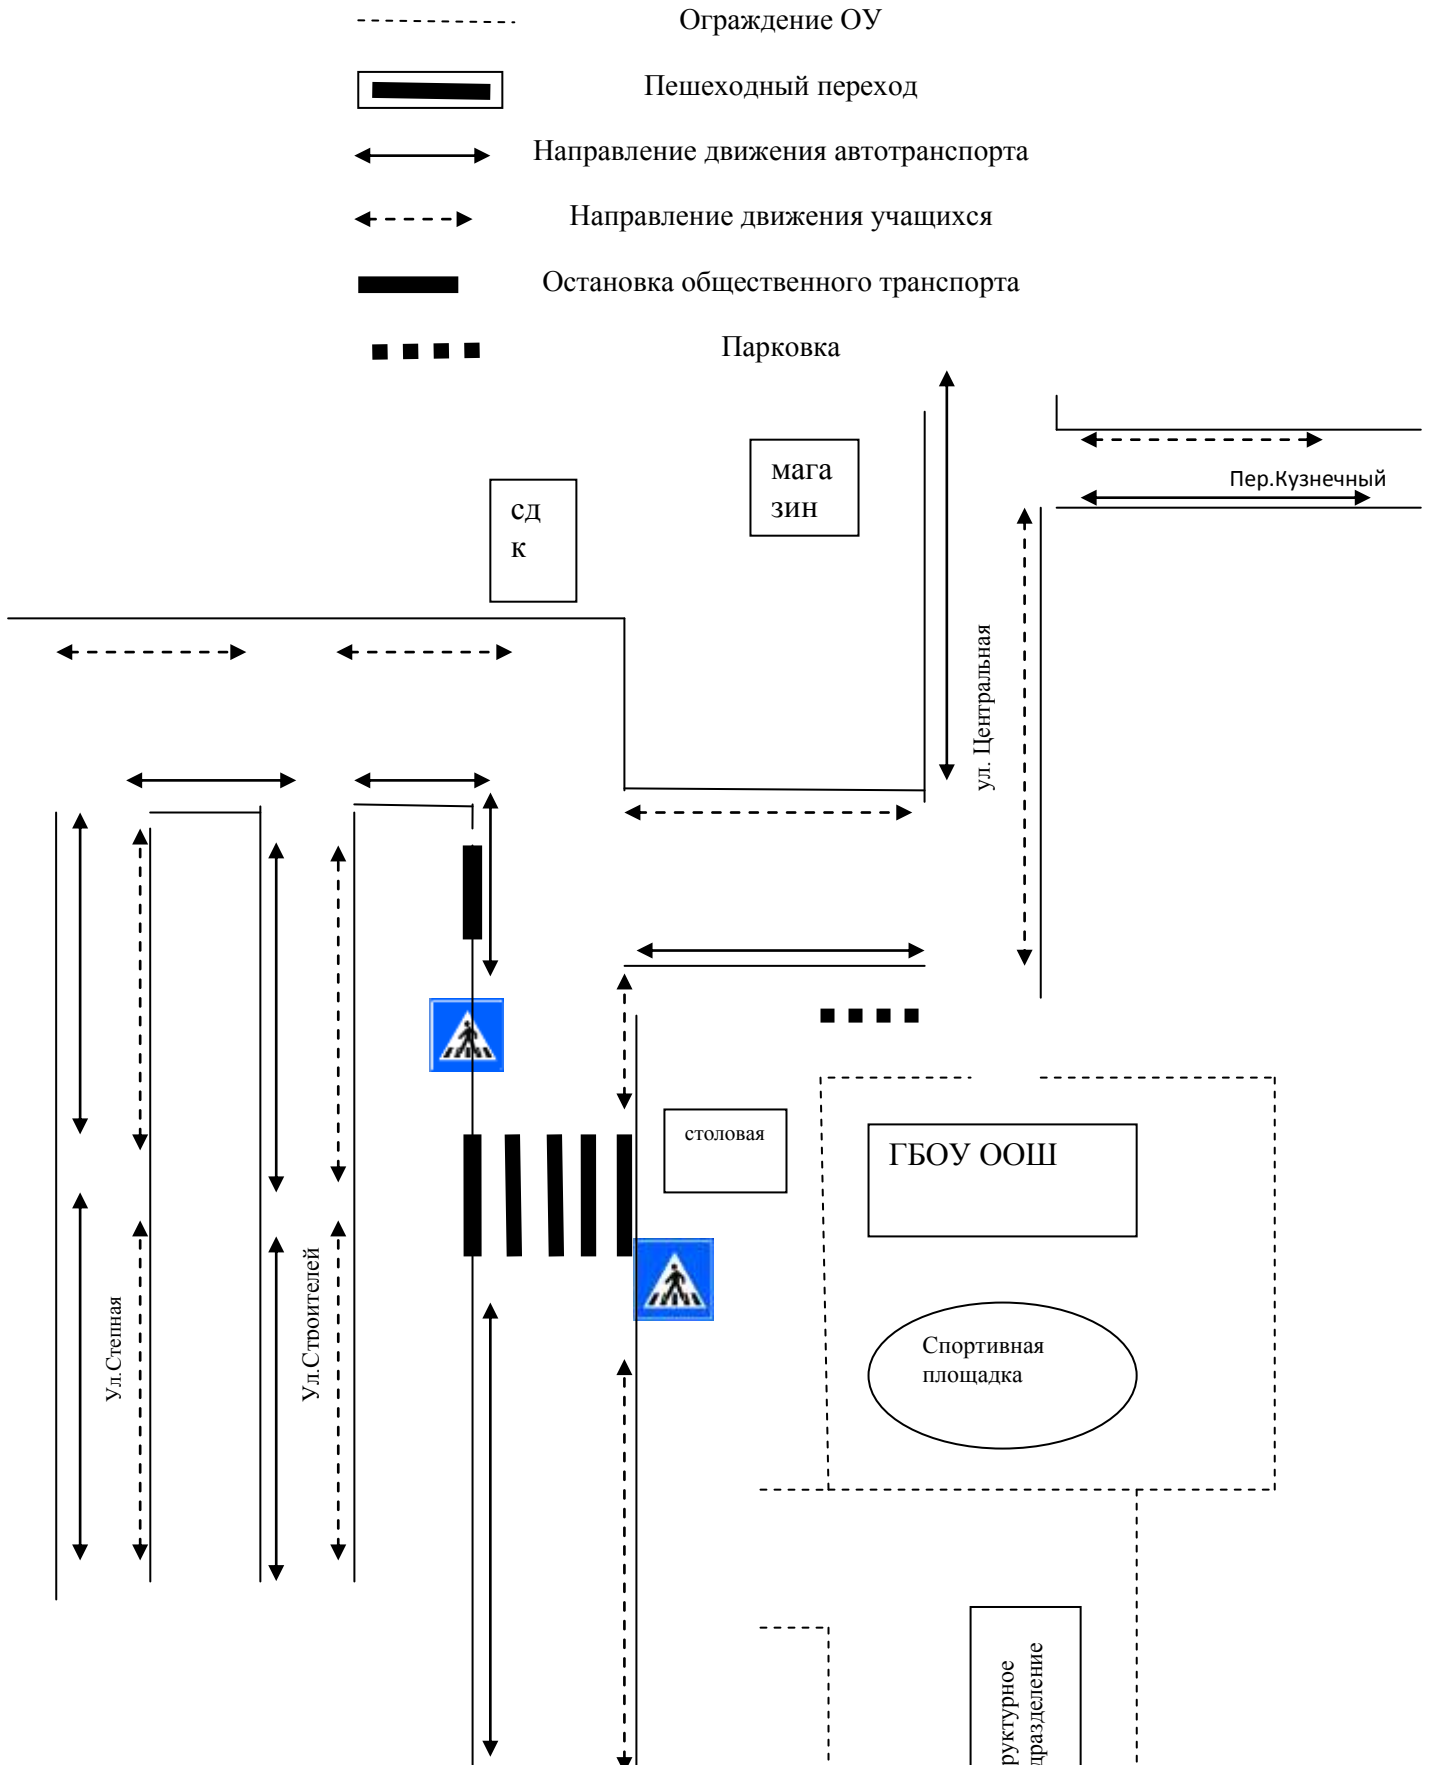 Ограждение ОУ
Пешеходный переход
Направление движения автотранспорта
Направление движения учащихся
Остановка общественного транспорта
Парковка
мага
зин
Пер.Кузнечный
сд
к
ул. Центральная
столовая
ГБОУ ООШ
Ул.Степная
Ул.Строителей
Спортивная
площадка
руктурное
дразделение